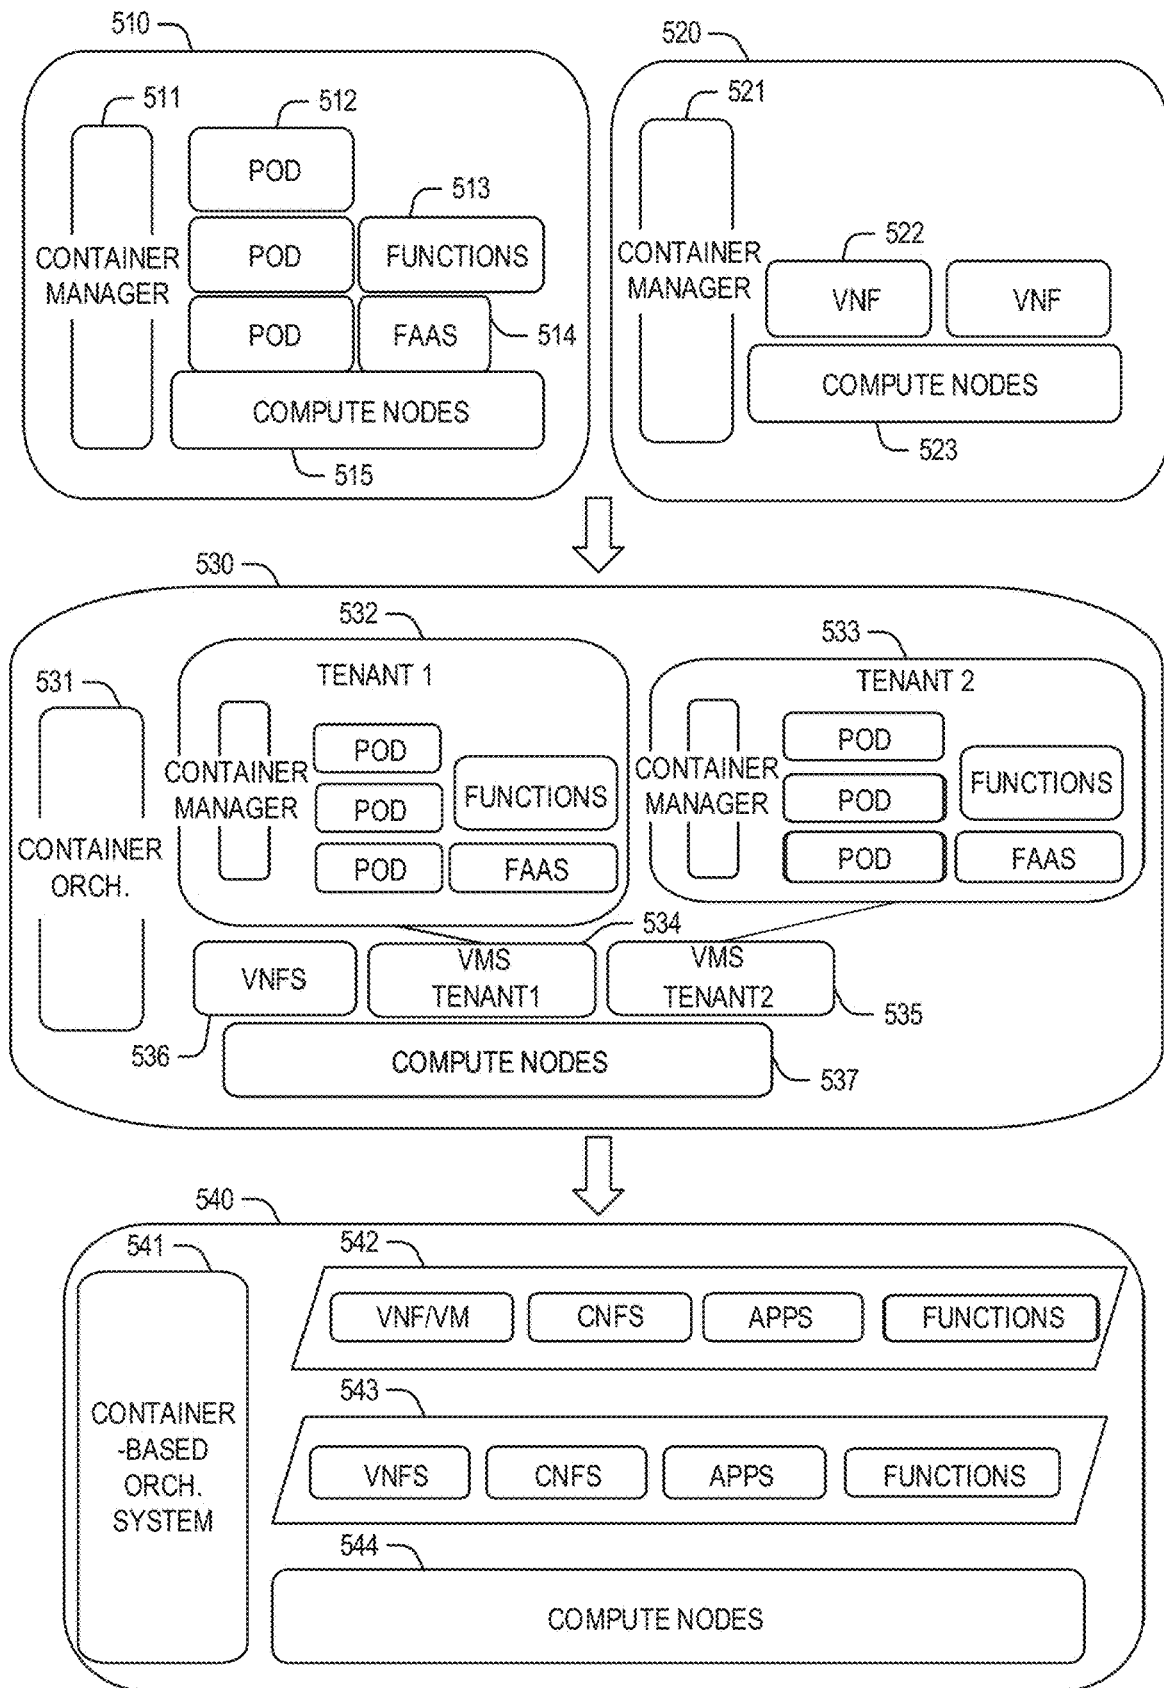 510
520
511
512
521
POD
513
522
CONTAINER
MANAGER
POD
FUNCTIONS
CONTAINER
MANAGER
VNF
VNF
POD
FAAS
514
COMPUTE NODES
COMPUTE NODES
515
523
530
532
533
531
TENANT 1
TENANT 2
POD
POD
CONTAINER
MANAGER
FUNCTIONS
CONTAINER
MANAGER
FUNCTIONS
POD
POD
CONTAINER
ORCH.
POD
FAAS
POD
FAAS
534
VNFS
VMS
TENANT1
VMS
TENANT2
535
536
COMPUTE NODES
537
540
541
542
VNF/VM
CNFS
APPS
FUNCTIONS
543
CONTAINER
-BASED
ORCH.
SYSTEM
VNFS
CNFS
APPS
FUNCTIONS
544
COMPUTE NODES